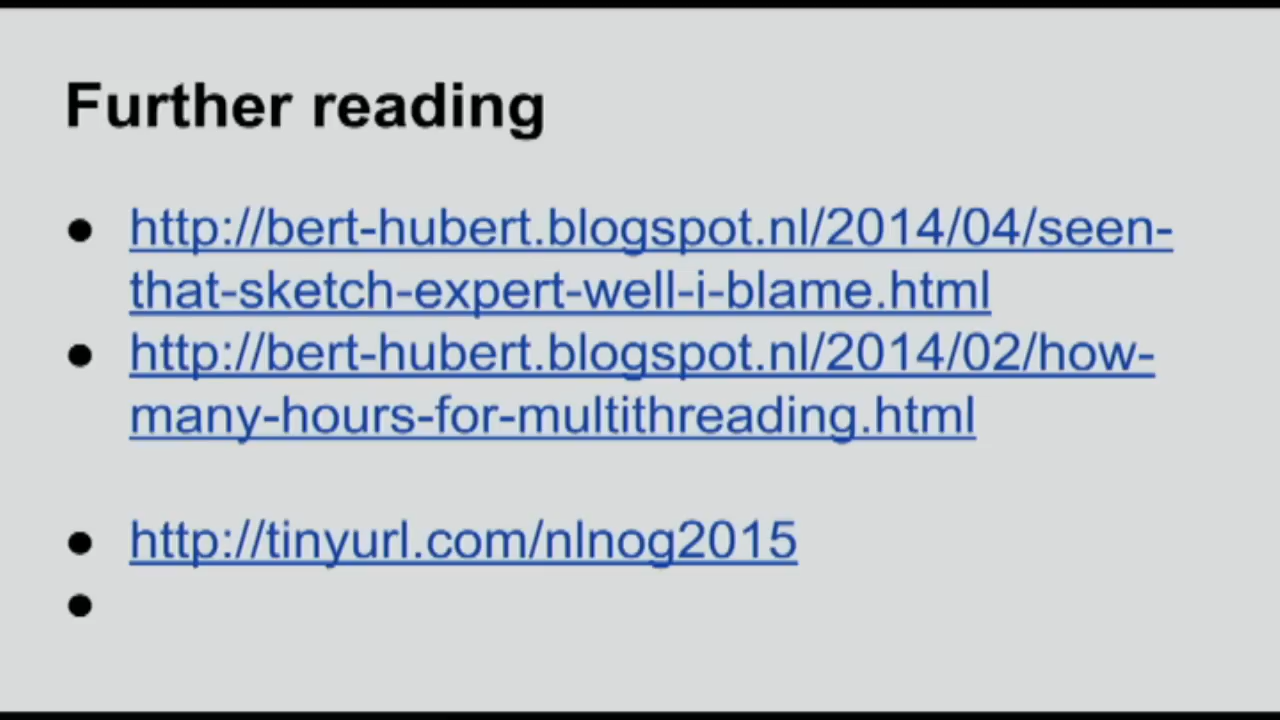 Further reading
● http://bert-hubert.blogspot.nl/2014/04/seen-
that-sketch-expert-well-i-blame.html
● http://bert-hubert.blogspot.nl/2014/02/how-
many-hours-for-multithreading.html
● http://tinyurl.com/nlnog2015
●